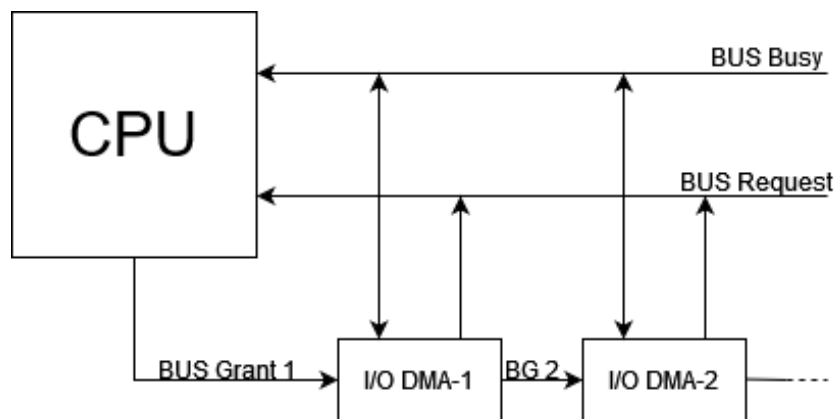 BUS Busy
CPU
BUS Request
BUS Grant 1
I/O DMA-1
BG 2
I/O DMA-2